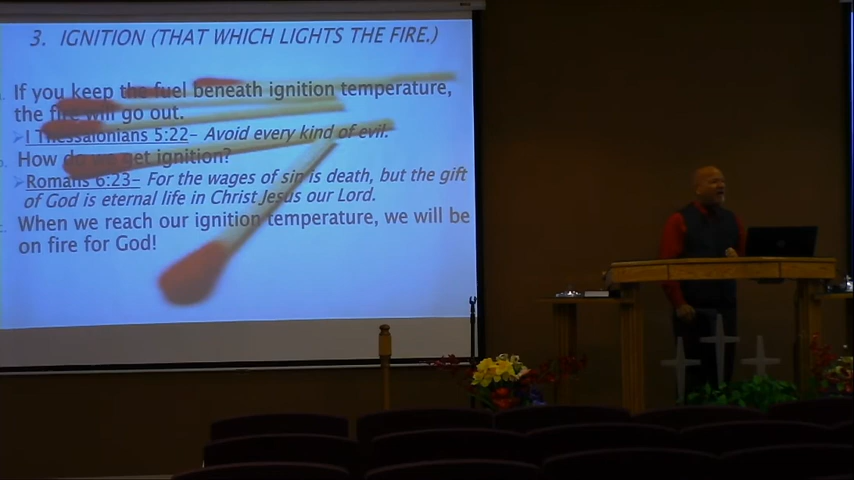 3. IGNITION (THAT WHICH LIGHTS THE FIRE.)
If you keep the fuel beneath ignition temperature,
the fire will go out.
I Thessalonians 5:22– Avoid every kind of evil.
How do we get ignition?
Romans 6:23– For the wages of sin is death, but the gift
of God is eternal life in Christ Jesus our Lord.
c. When we reach our ignition temperature, we will be
on fire for God!